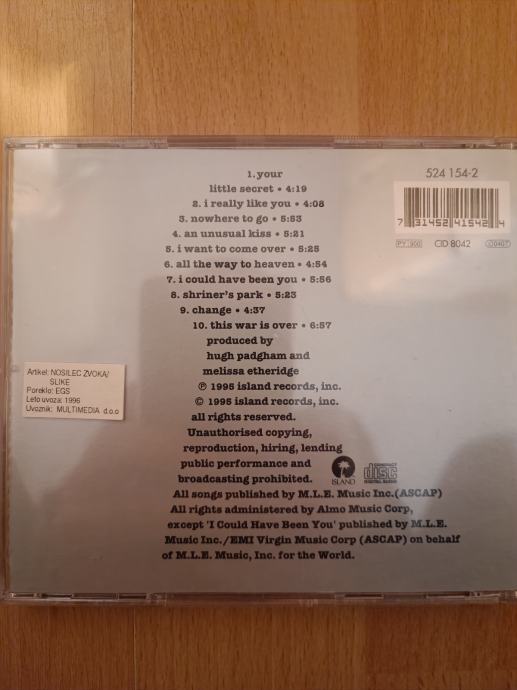 524 154-2
7 31452 41542 4
PY 900 CID 8042
1. your
little secret • 4:19
2. i really like you • 4:08
3. nowhere to go • 5:53
4. an unusual kiss • 5:21
5. i want to come over • 5:25
6. all the way to heaven • 4:54
7. i could have been you • 5:56
8. shriner's park • 5:23
9. change • 4:37
10. this war is over • 6:57
produced by
hugh padgham and
melissa etheridge
℗ 1995 island records, inc.
© 1995 island records, inc.
all rights reserved.
Unauthorised copying,
reproduction, hiring, lending
public performance and
broadcasting prohibited.
ISLAND
COMPACT
disc
DIGITAL AUDIO
All songs published by M.L.E. Music Inc.(ASCAP)
All rights administered by Almo Music Corp,
except 'I Could Have Been You' published by M.L.E.
Music Inc./EMI Virgin Music Corp (ASCAP) on behalf
of M.L.E. Music, Inc. for the World.
Artikel: NOSILEC ZVOKA/
SLIKE
Poreklo: EGS
Leto uvoza: 1996
Uvoznik: MULTIMEDIA d.o.o